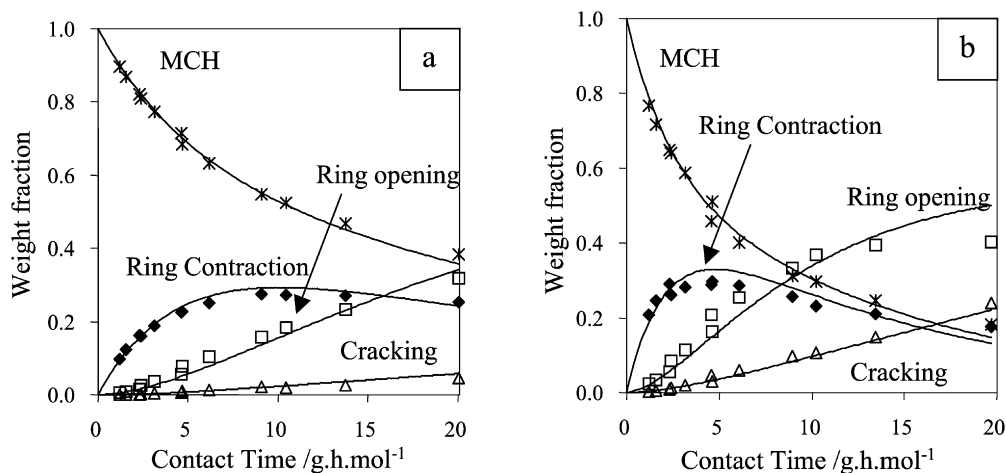 a
MCH
Ring opening
Ring Contraction
Cracking
Weight fraction
1.0
0.8
0.6
0.4
0.2
0.0
0 5 10 15 20
Contact Time /g.h.mol⁻¹
b
MCH
Ring Contraction
Ring opening
Cracking
Weight fraction
1.0
0.8
0.6
0.4
0.2
0.0
0 5 10 15 20
Contact Time /g.h.mol⁻¹